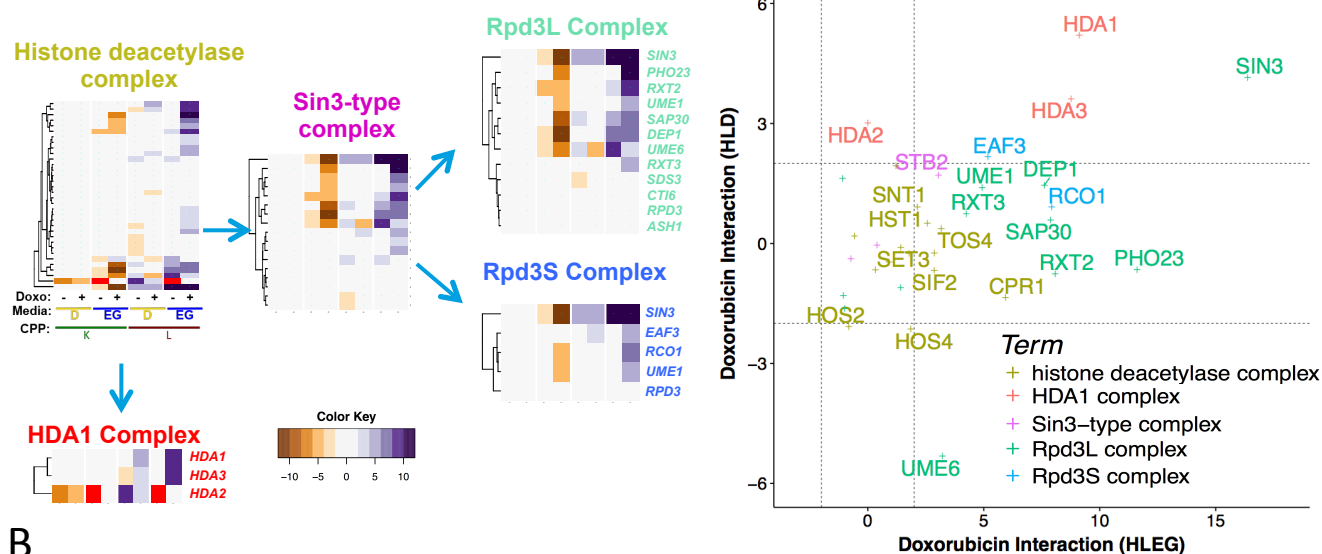 Histone deacetylase
complex
Doxo: - + - + - + - +
Media: D EG D EG
CPP: K L
Sin3-type
complex
Rpd3L Complex
SIN3
PHO23
RXT2
UME1
SAP30
DEP1
UME6
RXT3
SDS3
CTI6
RPD3
ASH1
Rpd3S Complex
SIN3
EAF3
RCO1
UME1
RPD3
HDA1 Complex
HDA1
HDA3
HDA2
Color Key
−10 −5 0 5 10
B
Doxorubicin Interaction (HLD)
6
3
0
−3
−6
HDA1
SIN3
HDA3
HDA2
EAF3
STB2
DEP1
UME1
SNT1
RCO1
RXT3
HST1
SAP30
TOS4
SET3
RXT2
PHO23
SIF2
CPR1
HOS2
HOS4
UME6
Term
histone deacetylase complex
HDA1 complex
Sin3−type complex
Rpd3L complex
Rpd3S complex
0 5 10 15
Doxorubicin Interaction (HLEG)